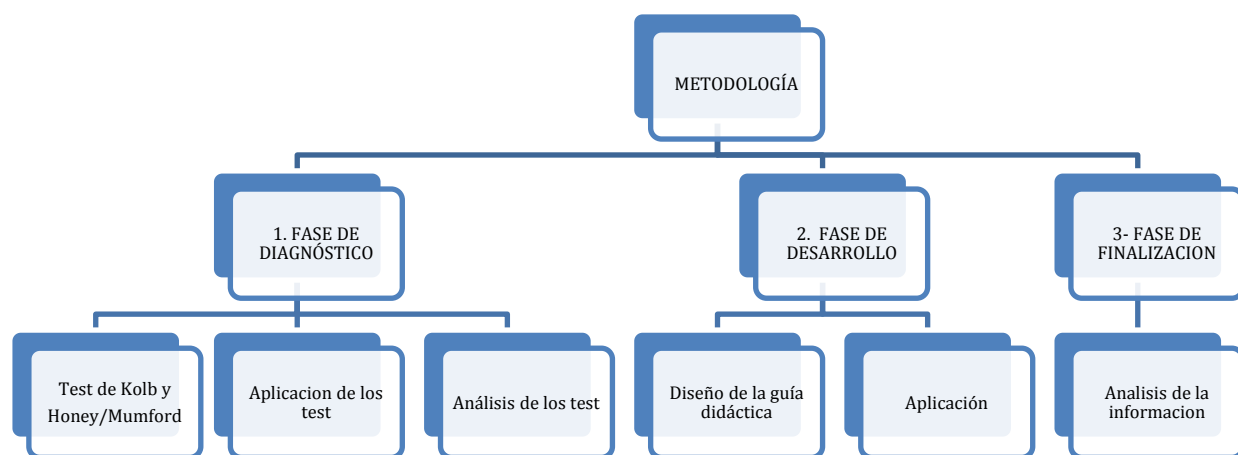 METODOLOGÍA
1. FASE DE
DIAGNÓSTICO
2. FASE DE
DESARROLLO
3- FASE DE
FINALIZACION
Test de Kolb y
Honey/Mumford
Aplicacion de los
test
Análisis de los test
Diseño de la guía
didáctica
Aplicación
Analisis de la
informacion